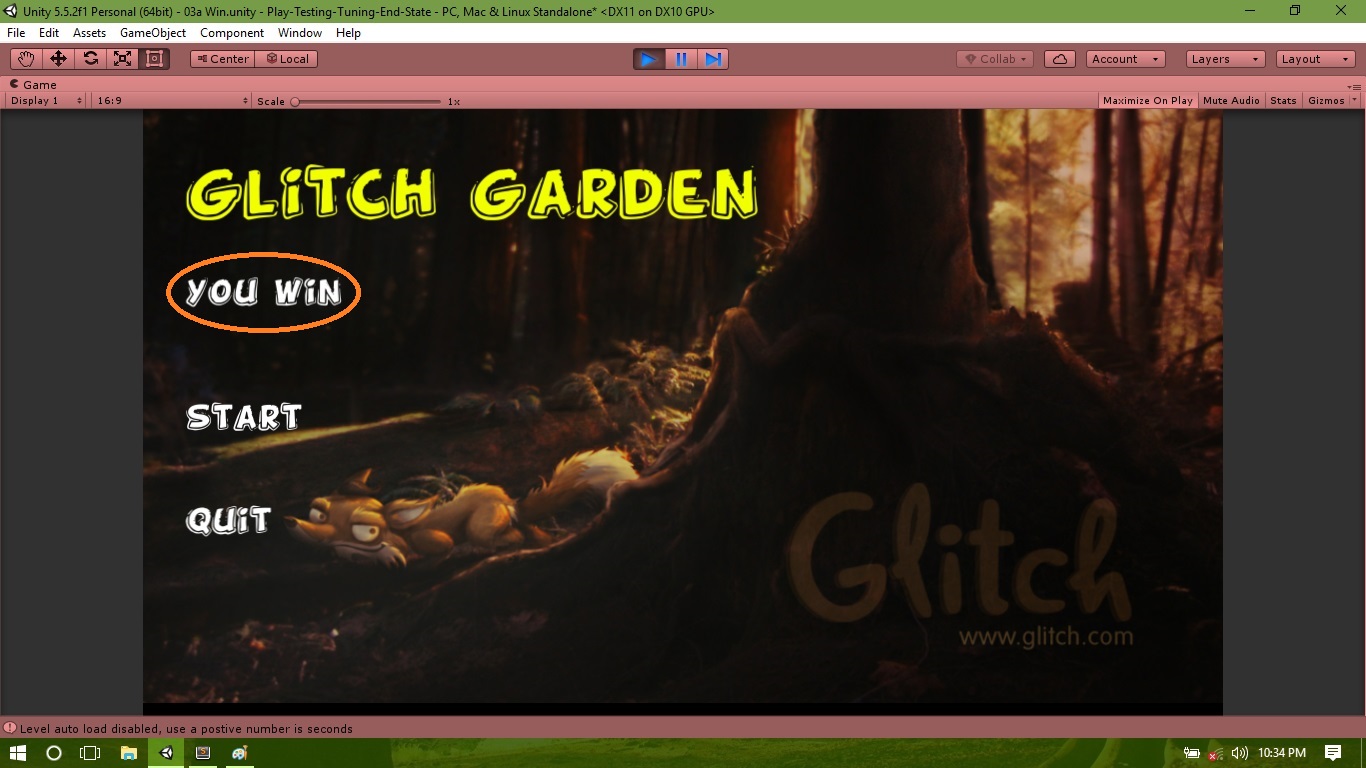 Unity 5.5.2f1 Personal (64bit) - 03a Win.unity - Play-Testing-Tuning-End-State - PC, Mac & Linux Standalone* <DX11 on DX10 GPU>
File Edit Assets GameObject Component Window Help
Center Local Collab Account Layers Layout
Game
Display 1 16:9 Scale 1x Maximize On Play Mute Audio Stats Gizmos
GLiTCH GARDEN
YOU WiN
START
QUiT
Glitch
www.glitch.com
Level auto load disabled, use a postive number is seconds
10:34 PM